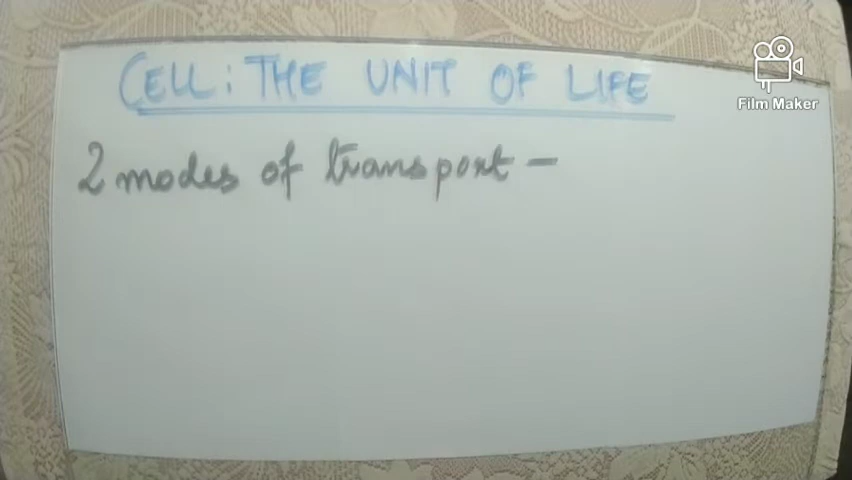 CELL: THE UNIT OF LIFE
Film Maker
2 modes of transport -